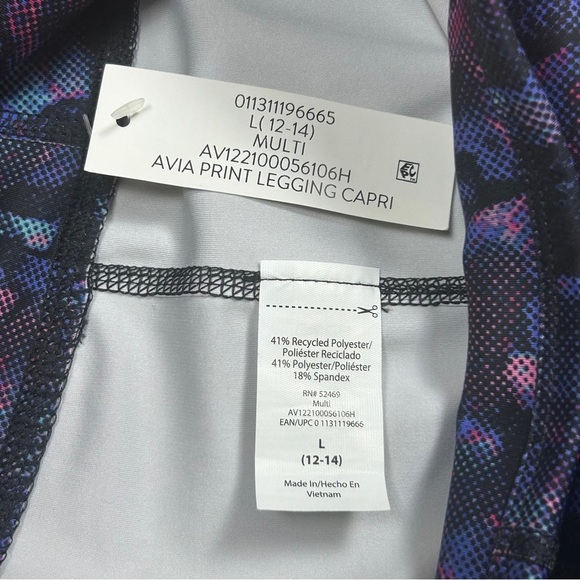 011311196665
L( 12-14)
MULTI
AV122100056106H
AVIA PRINT LEGGING CAPRI
41% Recycled Polyester/
Poliéster Reciclado
41% Polyester/Poliéster
18% Spandex
RN# 52469
Multi
AV122100056106H
EAN/UPC 0 1131119666
L
(12-14)
Made In/Hecho En
Vietnam